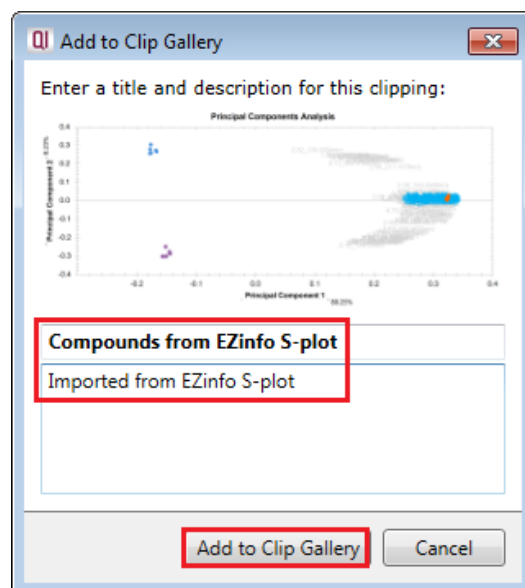 QI Add to Clip Gallery
Enter a title and description for this clipping:
Principal Components Analysis
0.4
0.3
0.2
0.1
0.0
-0.1
-0.2
-0.3
-0.4
Principal Component 2
-0.2
-0.1
0.0
0.1
0.2
0.3
0.4
Principal Component 1
Compounds from EZinfo S-plot
Imported from EZinfo S-plot
Add to Clip Gallery
Cancel